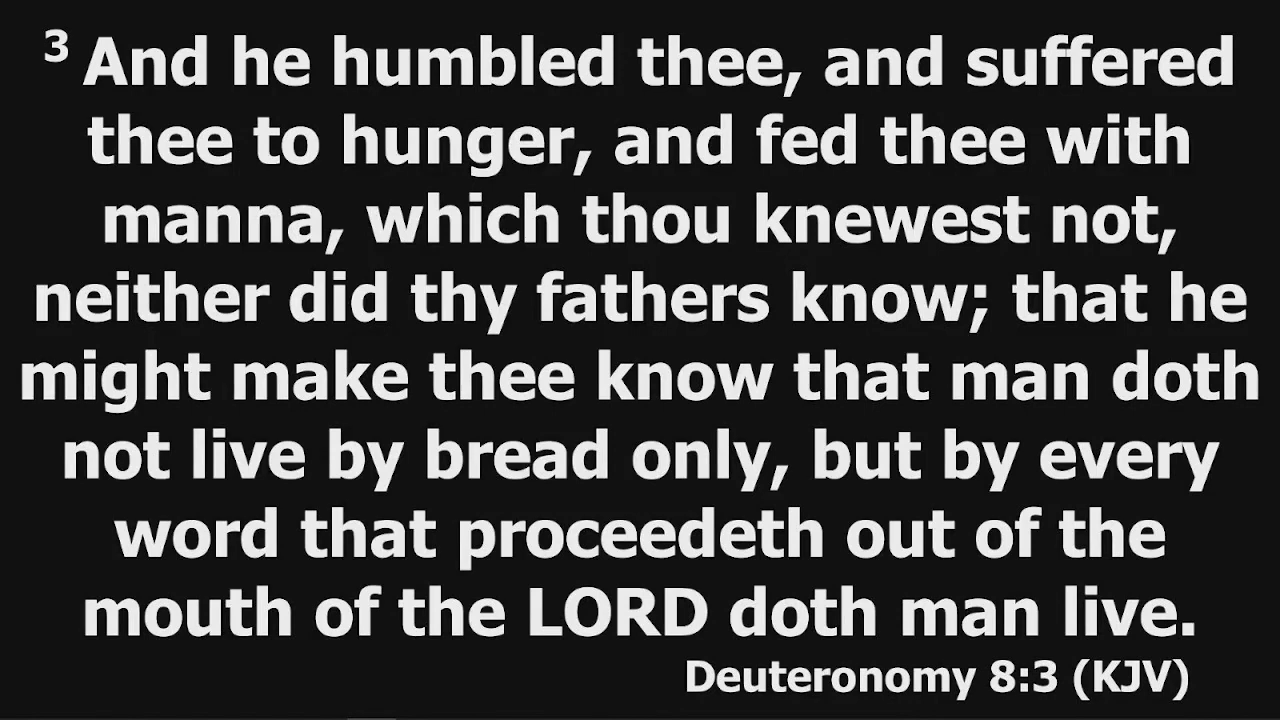 3 And he humbled thee, and suffered
thee to hunger, and fed thee with
manna, which thou knewest not,
neither did thy fathers know; that he
might make thee know that man doth
not live by bread only, but by every
word that proceedeth out of the
mouth of the LORD doth man live.
Deuteronomy 8:3 (KJV)